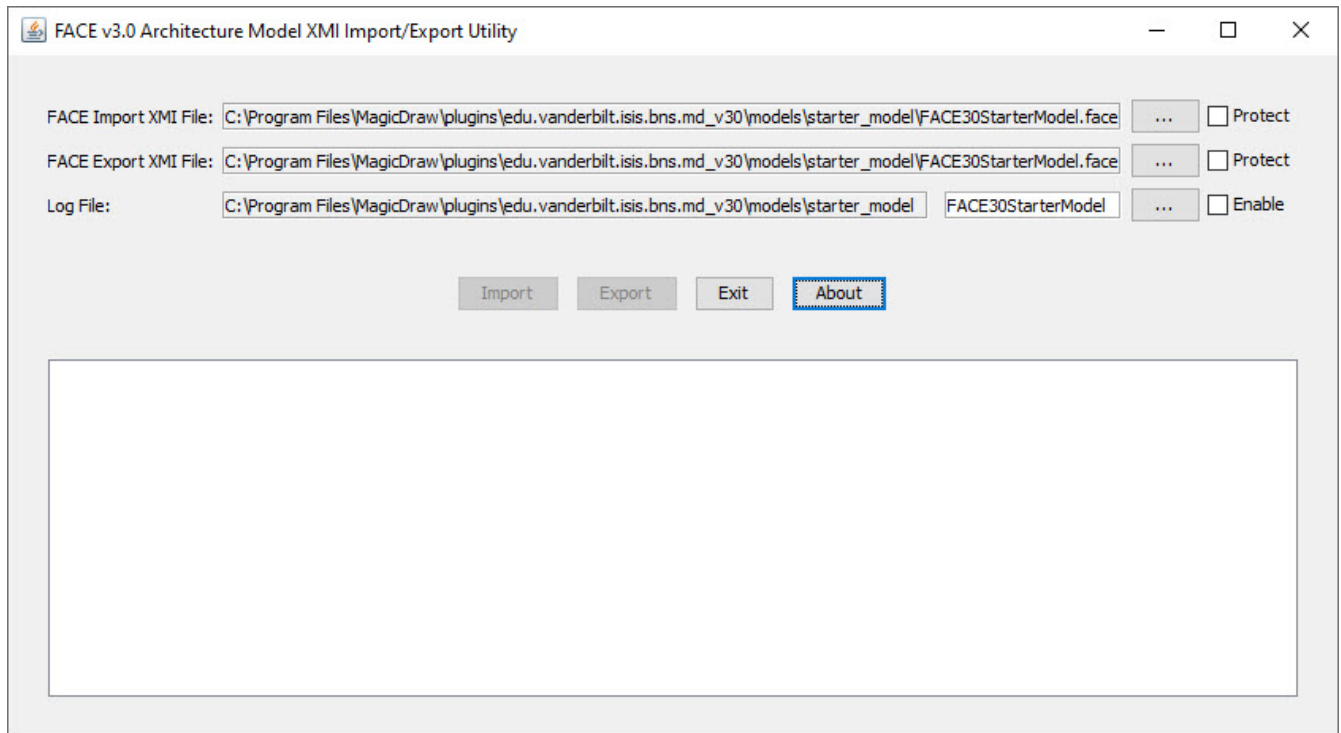 FACE v3.0 Architecture Model XMI Import/Export Utility
FACE Import XMI File: C:\Program Files\MagicDraw\plugins\edu.vanderbilt.isis.bns.md_v30\models\starter_model\FACE30StarterModel.face ... Protect
FACE Export XMI File: C:\Program Files\MagicDraw\plugins\edu.vanderbilt.isis.bns.md_v30\models\starter_model\FACE30StarterModel.face ... Protect
Log File: C:\Program Files\MagicDraw\plugins\edu.vanderbilt.isis.bns.md_v30\models\starter_model FACE30StarterModel ... Enable
Import Export Exit About